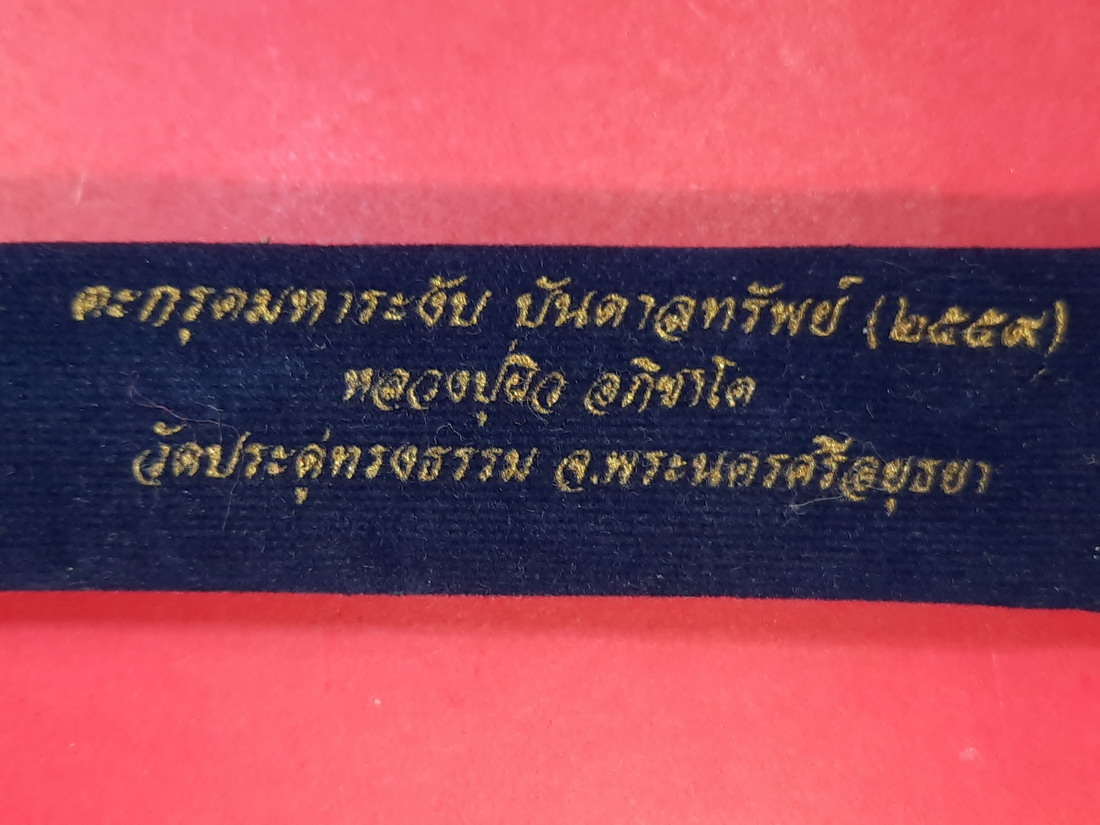 ตะกรุดมหาระงับ บันดาลทรัพย์ (๒๕๕๙)
หลวงปู่ผิว อภิชาโต
วัดประดู่ทรงธรรม จ.พระนครศรีอยุธยา